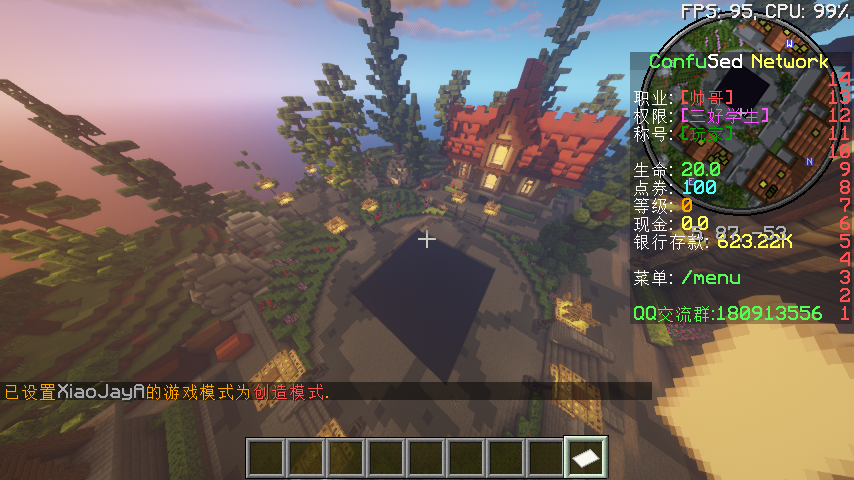 FPS: 95, CPU: 99%
W
ConfuSed Network
14
职业: [帅哥] 13
权限: [三好学生] 12
称号: [玩家] 11
10
N
生命: 20.0 9
点券: 100 8
等级: 0 7
现金: 0.0 6
87 -53
银行存款: 623.22K 5
4
菜单: /menu 3
2
QQ交流群:180913556 1
已设置XiaoJayA的游戏模式为创造模式.